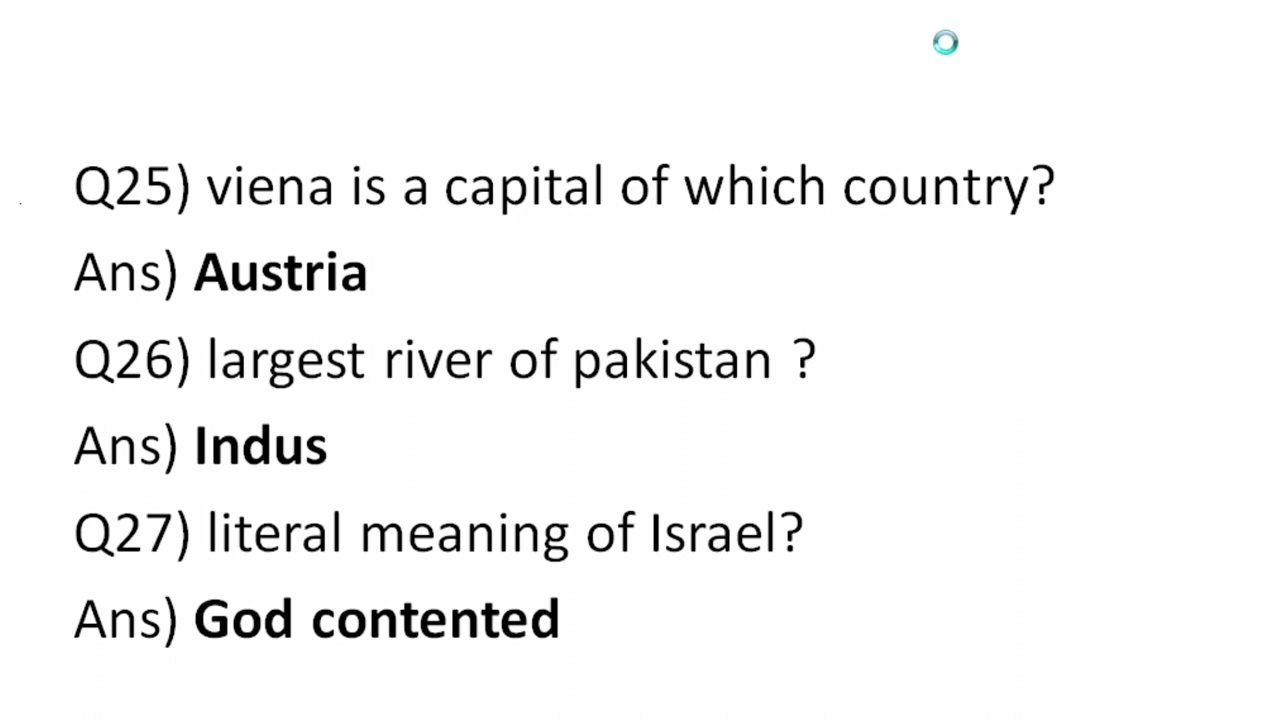 Q25) viena is a capital of which country?
Ans) Austria
Q26) largest river of pakistan ?
Ans) Indus
Q27) literal meaning of Israel?
Ans) God contented